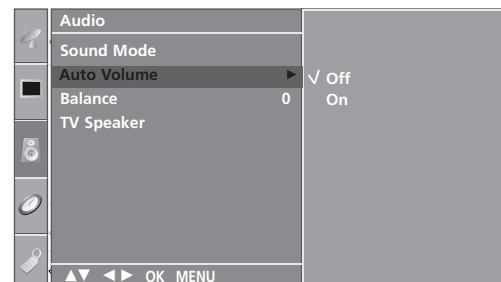 Audio
Sound Mode
Auto Volume ►
Balance 0
TV Speaker
√ Off
On
▲▼ ◄► OK MENU